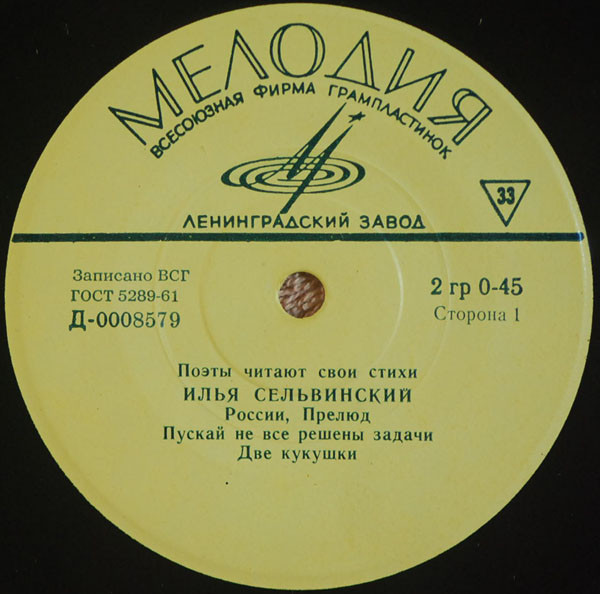 МЕЛОДИЯ
ВСЕСОЮЗНАЯ ФИРМА ГРАМПЛАСТИНОК
ЛЕНИНГРАДСКИЙ ЗАВОД
33
Записано ВСГ
ГОСТ 5289-61
Д-0008579
2 гр 0-45
Сторона 1
Поэты читают свои стихи
ИЛЬЯ СЕЛЬВИНСКИЙ
России, Прелюд
Пускай не все решены задачи
Две кукушки